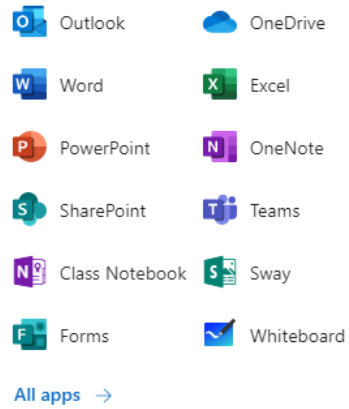 Outlook OneDrive
Word Excel
PowerPoint OneNote
SharePoint Teams
Class Notebook Sway
Forms Whiteboard
All apps →